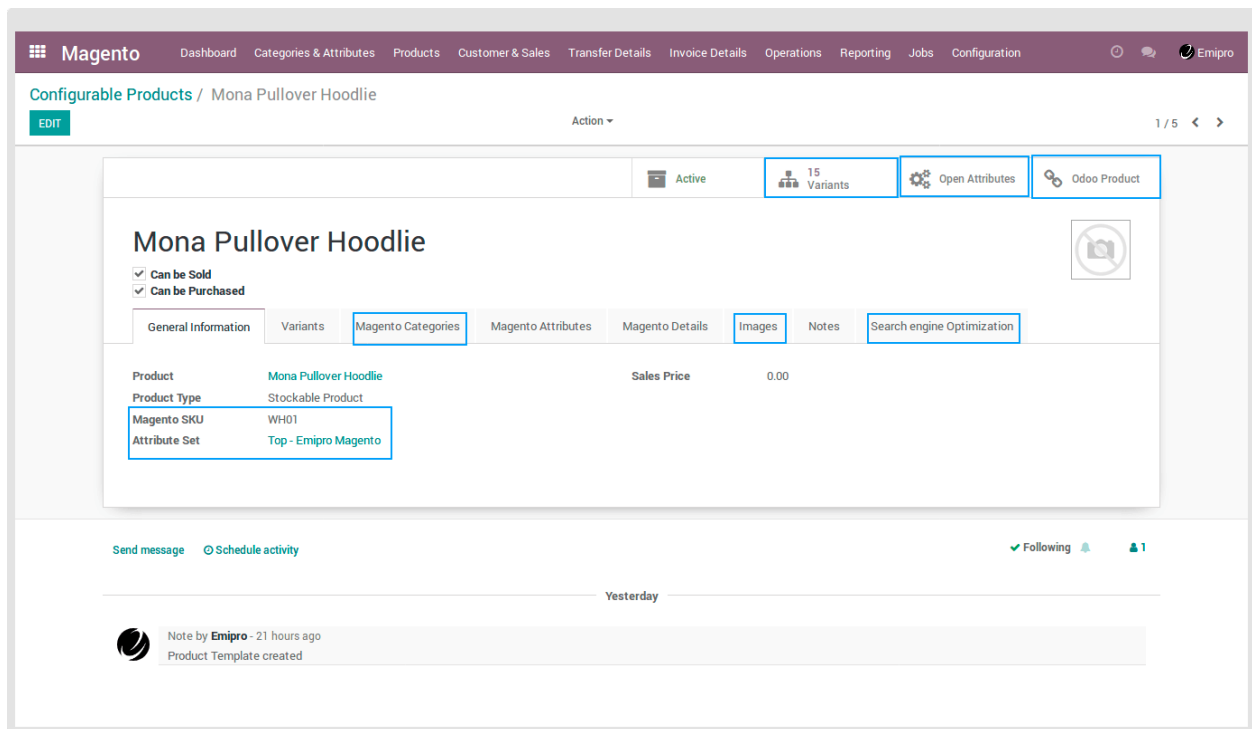 Magento Dashboard Categories & Attributes Products Customer & Sales Transfer Details Invoice Details Operations Reporting Jobs Configuration Emipro
Configurable Products / Mona Pullover Hoodlie
EDIT Action 1 / 5
Active 15 Variants Open Attributes Odoo Product
Mona Pullover Hoodlie
Can be Sold
Can be Purchased
General Information Variants Magento Categories Magento Attributes Magento Details Images Notes Search engine Optimization
Product Mona Pullover Hoodlie Sales Price 0.00
Product Type Stockable Product
Magento SKU WH01
Attribute Set Top - Emipro Magento
Send message Schedule activity Following 1
Yesterday
Note by Emipro - 21 hours ago
Product Template created